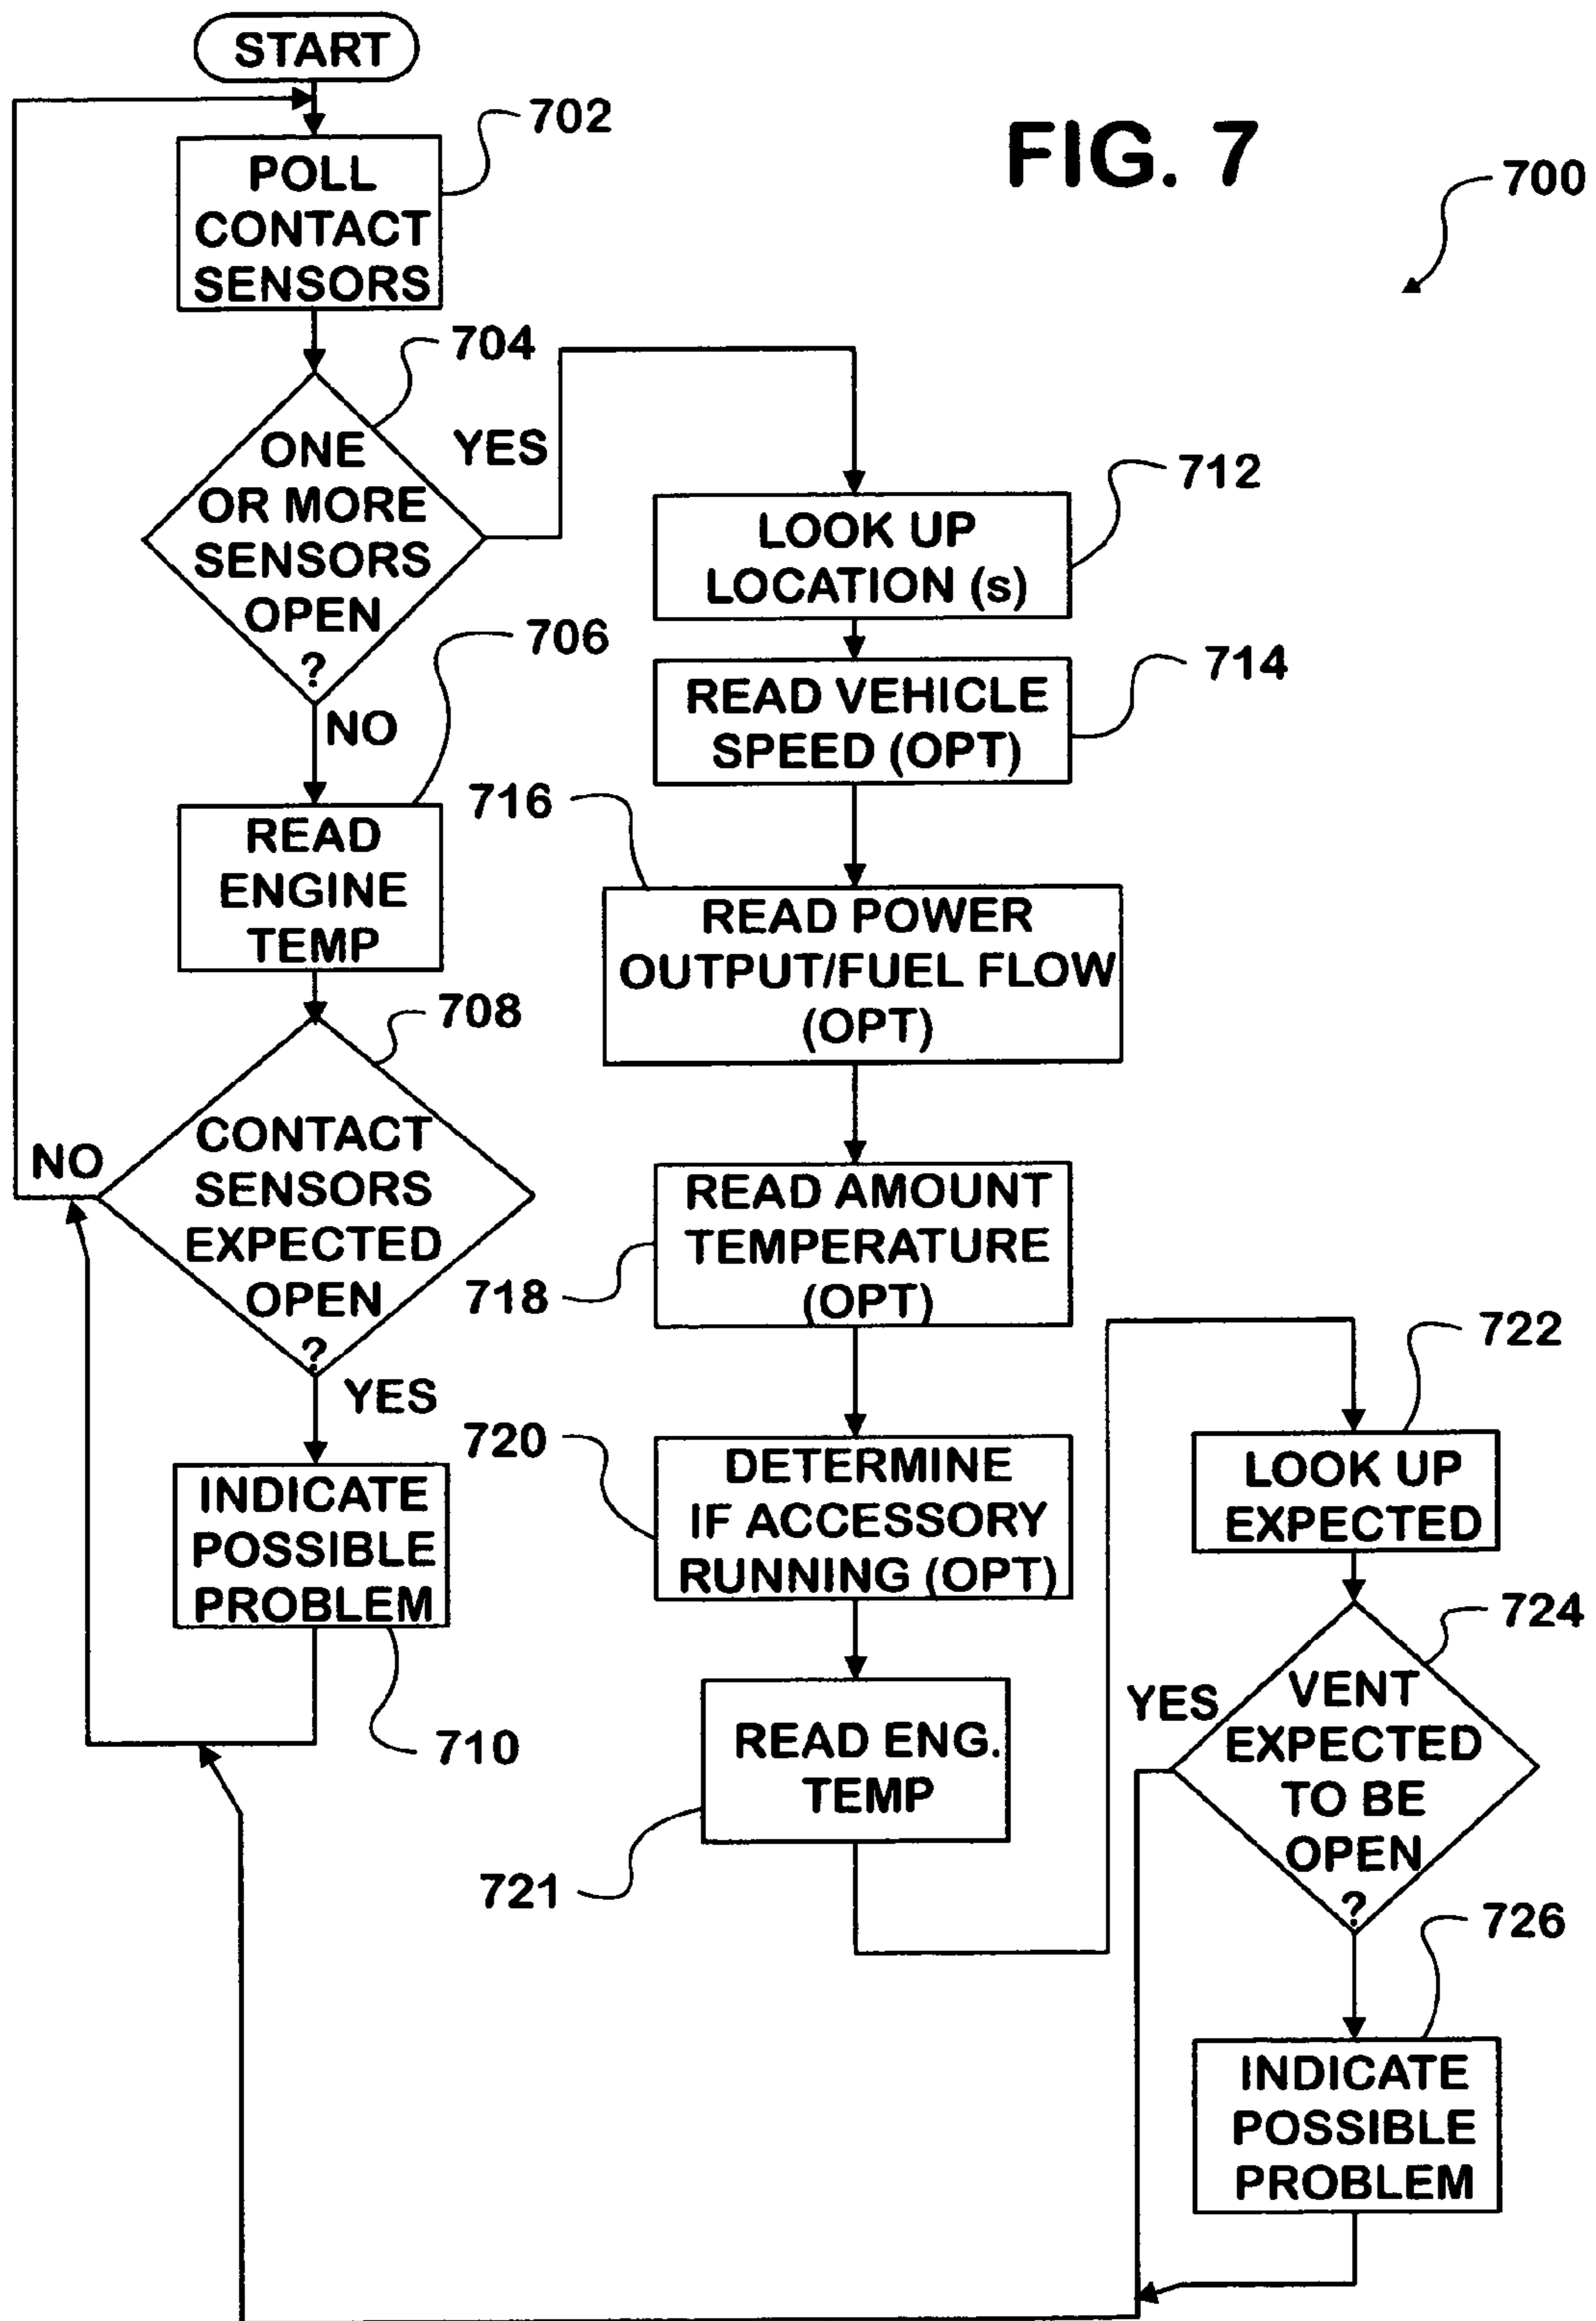 START
FIG. 7
700
702
POLL
CONTACT
SENSORS
704
ONE
OR MORE
SENSORS
OPEN
?
YES
NO
706
READ
ENGINE
TEMP
708
CONTACT
SENSORS
EXPECTED
OPEN
?
NO
YES
INDICATE
POSSIBLE
PROBLEM
710
712
LOOK UP
LOCATION (s)
714
READ VEHICLE
SPEED (OPT)
716
READ POWER
OUTPUT/FUEL FLOW
(OPT)
READ AMOUNT
TEMPERATURE
(OPT)
718
720
DETERMINE
IF ACCESSORY
RUNNING (OPT)
READ ENG.
TEMP
721
722
LOOK UP
EXPECTED
724
YES
VENT
EXPECTED
TO BE
OPEN
?
726
INDICATE
POSSIBLE
PROBLEM